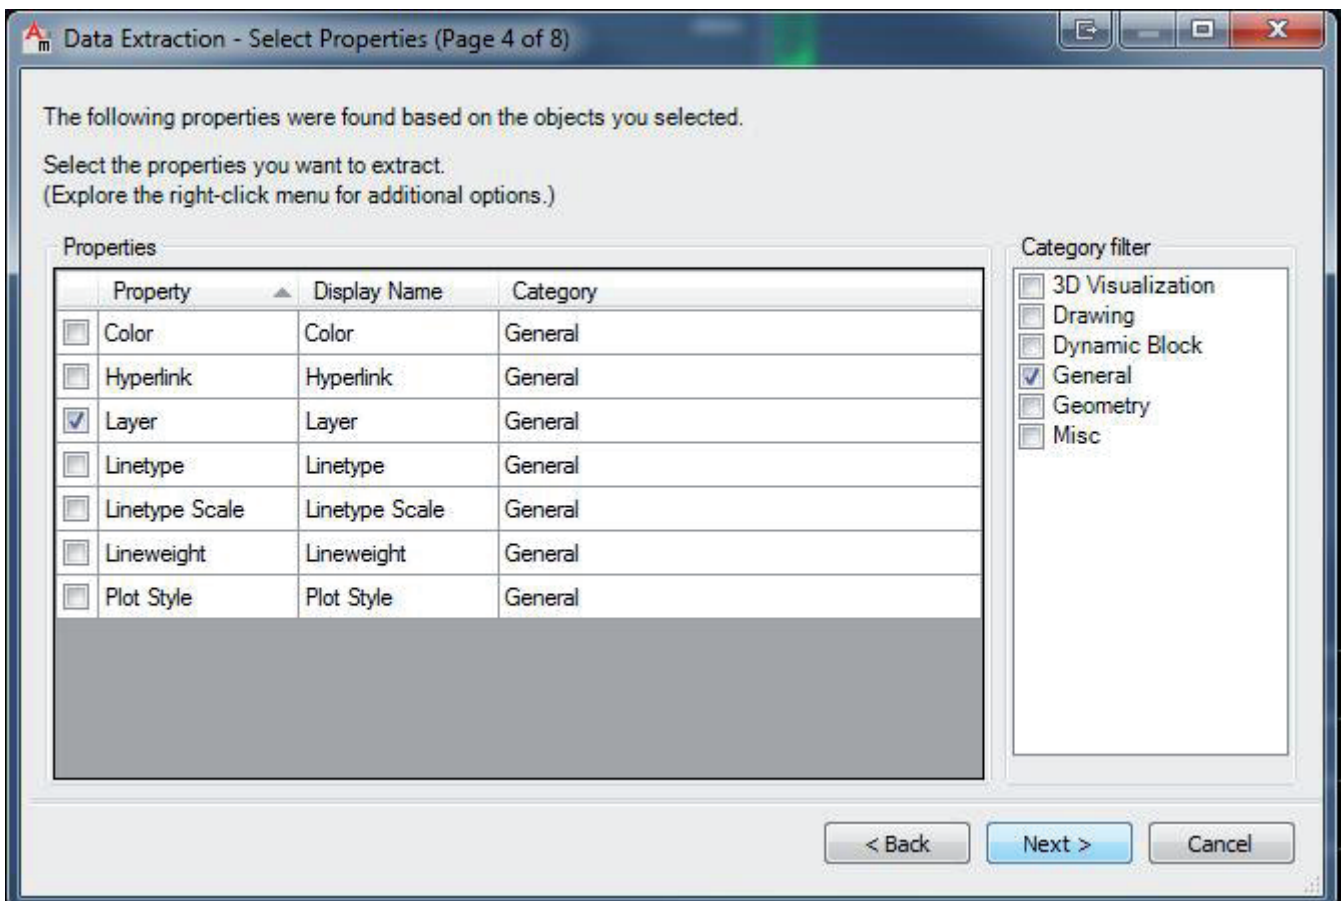 Data Extraction - Select Properties (Page 4 of 8)
The following properties were found based on the objects you selected.
Select the properties you want to extract.
(Explore the right-click menu for additional options.)
Properties
Property Display Name Category
Color Color General
Hyperlink Hyperlink General
Layer Layer General
Linetype Linetype General
Linetype Scale Linetype Scale General
Lineweight Lineweight General
Plot Style Plot Style General
Category filter
3D Visualization
Drawing
Dynamic Block
General
Geometry
Misc
< Back Next > Cancel